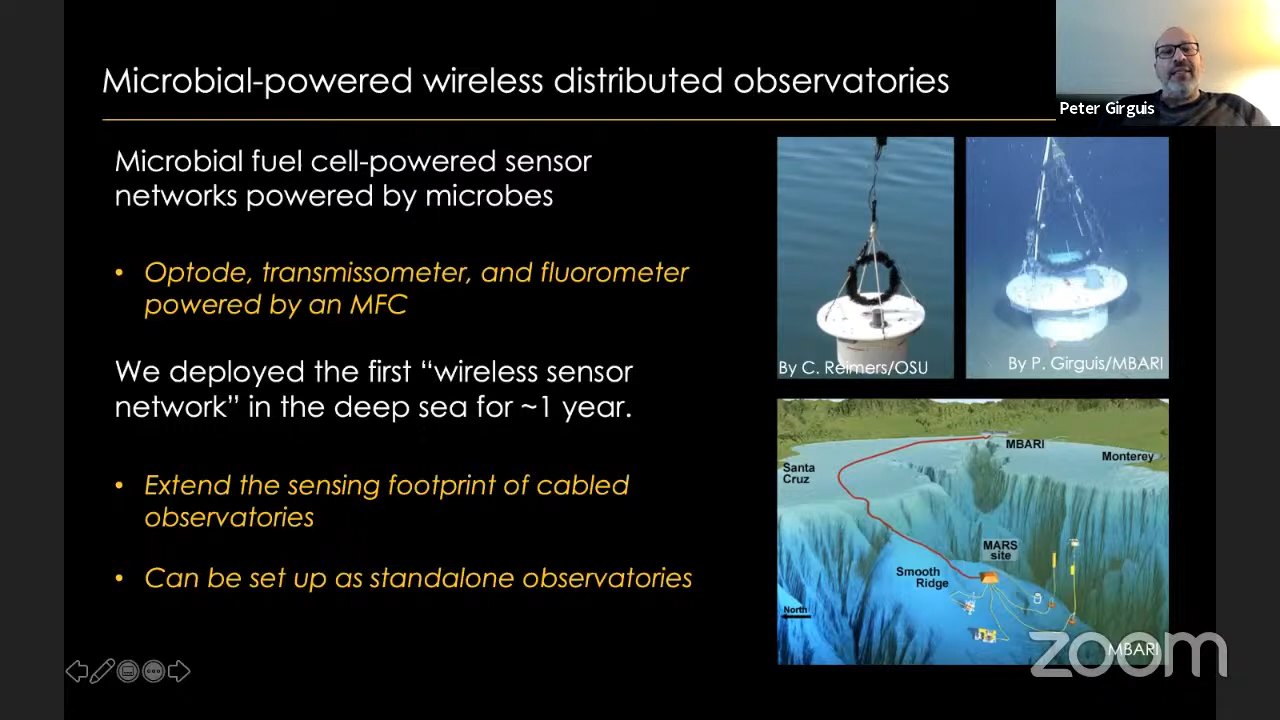 Microbial-powered wireless distributed observatories
Peter Girguis
Microbial fuel cell-powered sensor
networks powered by microbes
• Optode, transmissometer, and fluorometer
powered by an MFC
We deployed the first “wireless sensor
network” in the deep sea for ~1 year.
• Extend the sensing footprint of cabled
observatories
• Can be set up as standalone observatories
By C. Reimers/OSU
By P. Girguis/MBARI
MBARI
Monterey
Santa
Cruz
MARS
site
Smooth
Ridge
North
MBARI
zoom